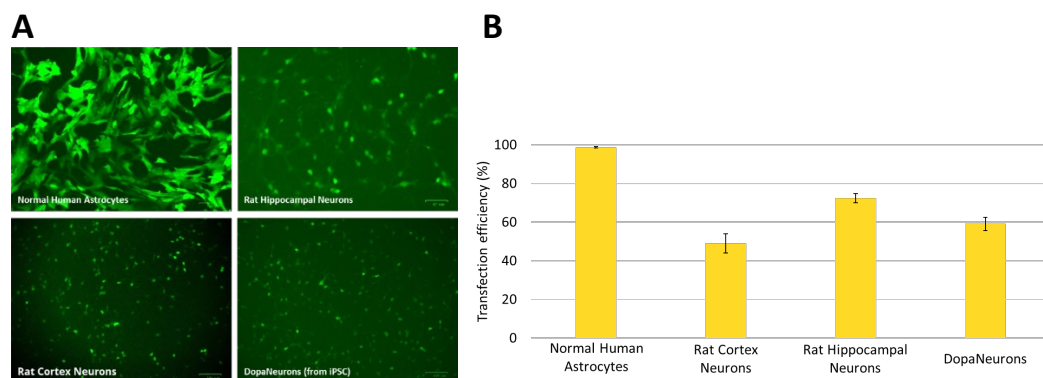 A
B
Normal Human Astrocytes
Rat Hippocampal Neurons
Rat Cortex Neurons
DopaNeurons (from iPSC)
Transfection efficiency (%)
100
80
60
40
20
0
Normal Human
Astrocytes
Rat Cortex
Neurons
Rat Hippocampal
Neurons
DopaNeurons